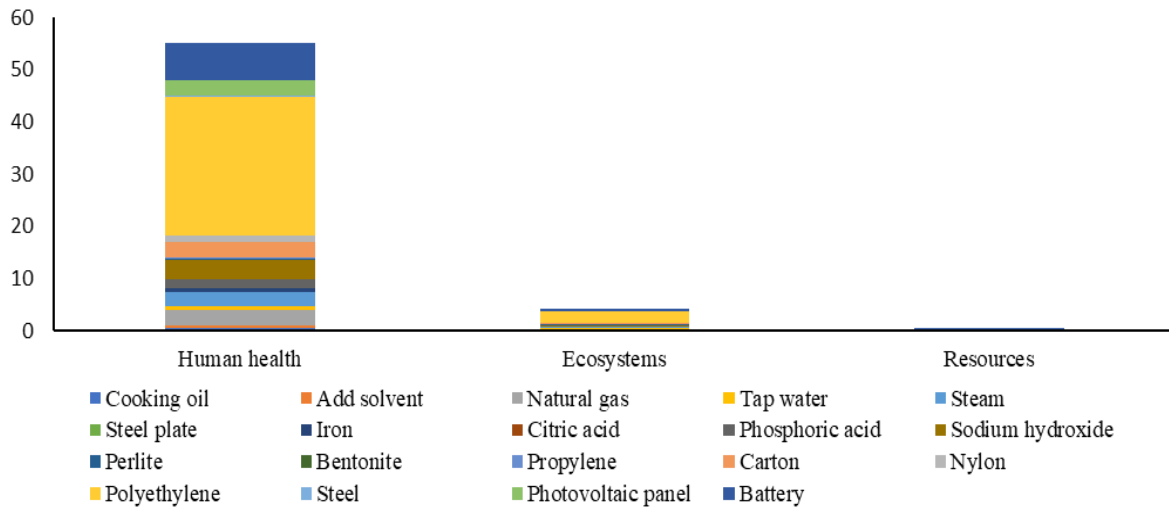 60
50
40
30
20
10
0
Human health Ecosystems Resources
Cooking oil Add solvent Natural gas Tap water Steam
Steel plate Iron Citric acid Phosphoric acid Sodium hydroxide
Perlite Bentonite Propylene Carton Nylon
Polyethylene Steel Photovoltaic panel Battery